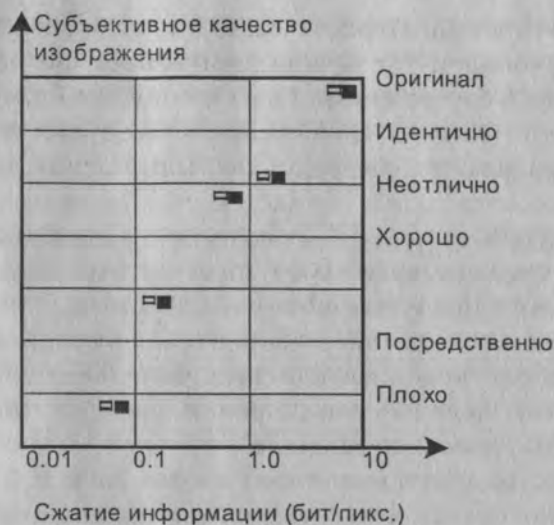 Субъективное качество
изображения
Оригинал
Идентично
Неотлично
Хорошо
Посредственно
Плохо
0.01 0.1 1.0 10
Сжатие информации (бит/пикс.)